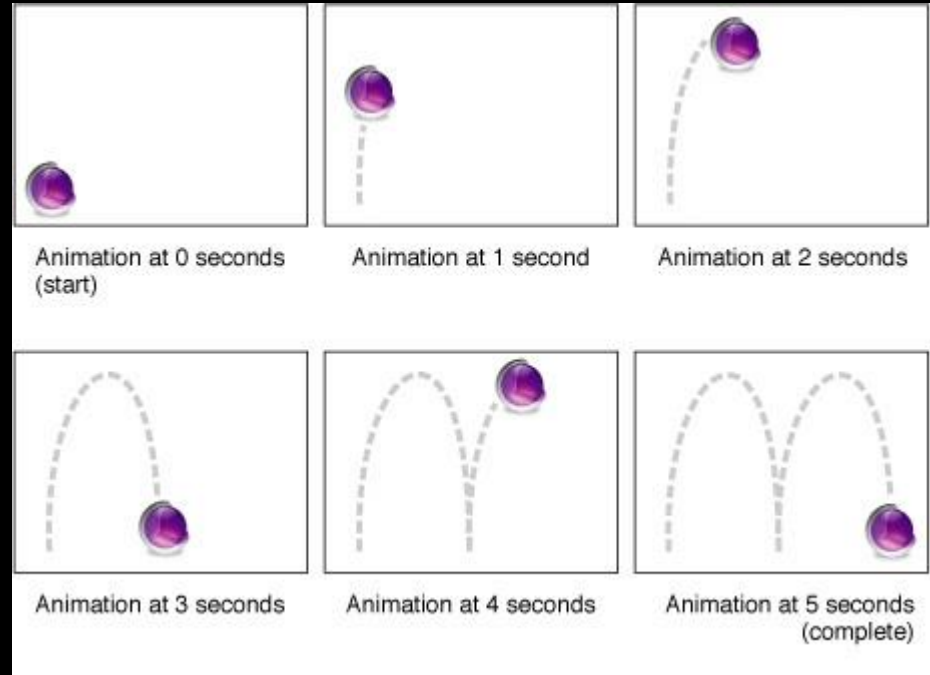 Animation at 0 seconds
(start)
Animation at 1 second
Animation at 2 seconds
Animation at 3 seconds
Animation at 4 seconds
Animation at 5 seconds
(complete)